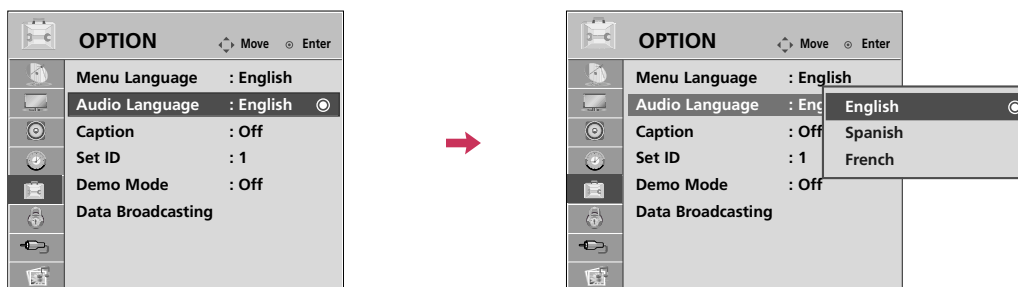 OPTION Move Enter
Menu Language : English
Audio Language : English
Caption : Off
Set ID : 1
Demo Mode : Off
Data Broadcasting
OPTION Move Enter
Menu Language : English
Audio Language : Eng
Caption : Off
Set ID : 1
Demo Mode : Off
Data Broadcasting
English
Spanish
French